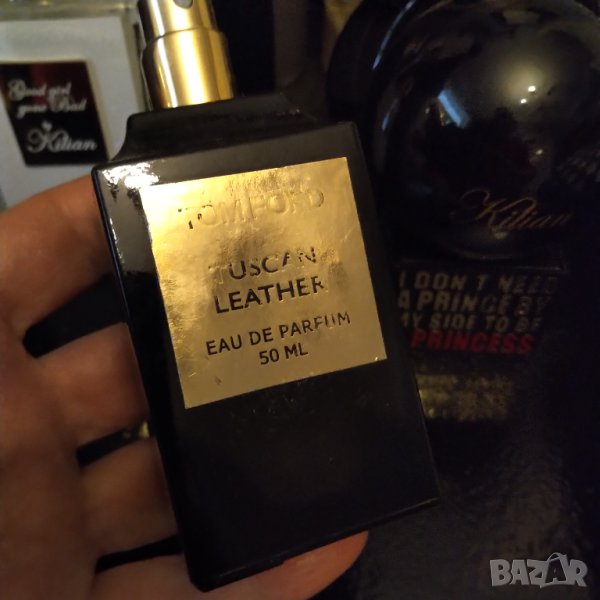 Good girl
gone Bad
by
Kilian
TOM FORD
TUSCAN
LEATHER
EAU DE PARFUM
50 ML
Kilian
I DON'T NEED
A PRINCE BY
MY SIDE TO BE
A PRINCESS
BAZAR